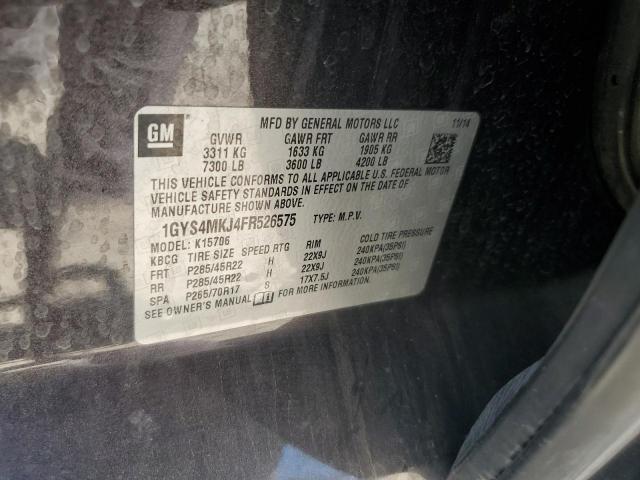 GM
MFD BY GENERAL MOTORS LLC 11/14
GVWR GAWR FRT GAWR RR
3311 KG 1633 KG 1905 KG
7300 LB 3600 LB 4200 LB
THIS VEHICLE CONFORMS TO ALL APPLICABLE U.S. FEDERAL MOTOR
VEHICLE SAFETY STANDARDS IN EFFECT ON THE DATE OF
MANUFACTURE SHOWN ABOVE.
1GYS4MKJ4FR526575 TYPE: M.P.V.
MODEL: K15706
KBCG TIRE SIZE SPEED RTG RIM COLD TIRE PRESSURE
FRT P285/45R22 H 22X9J 240KPA(35PSI)
RR P285/45R22 H 22X9J 240KPA(35PSI)
SPA P265/70R17 S 17X7.5J 240KPA(35PSI)
SEE OWNER'S MANUAL FOR MORE INFORMATION.